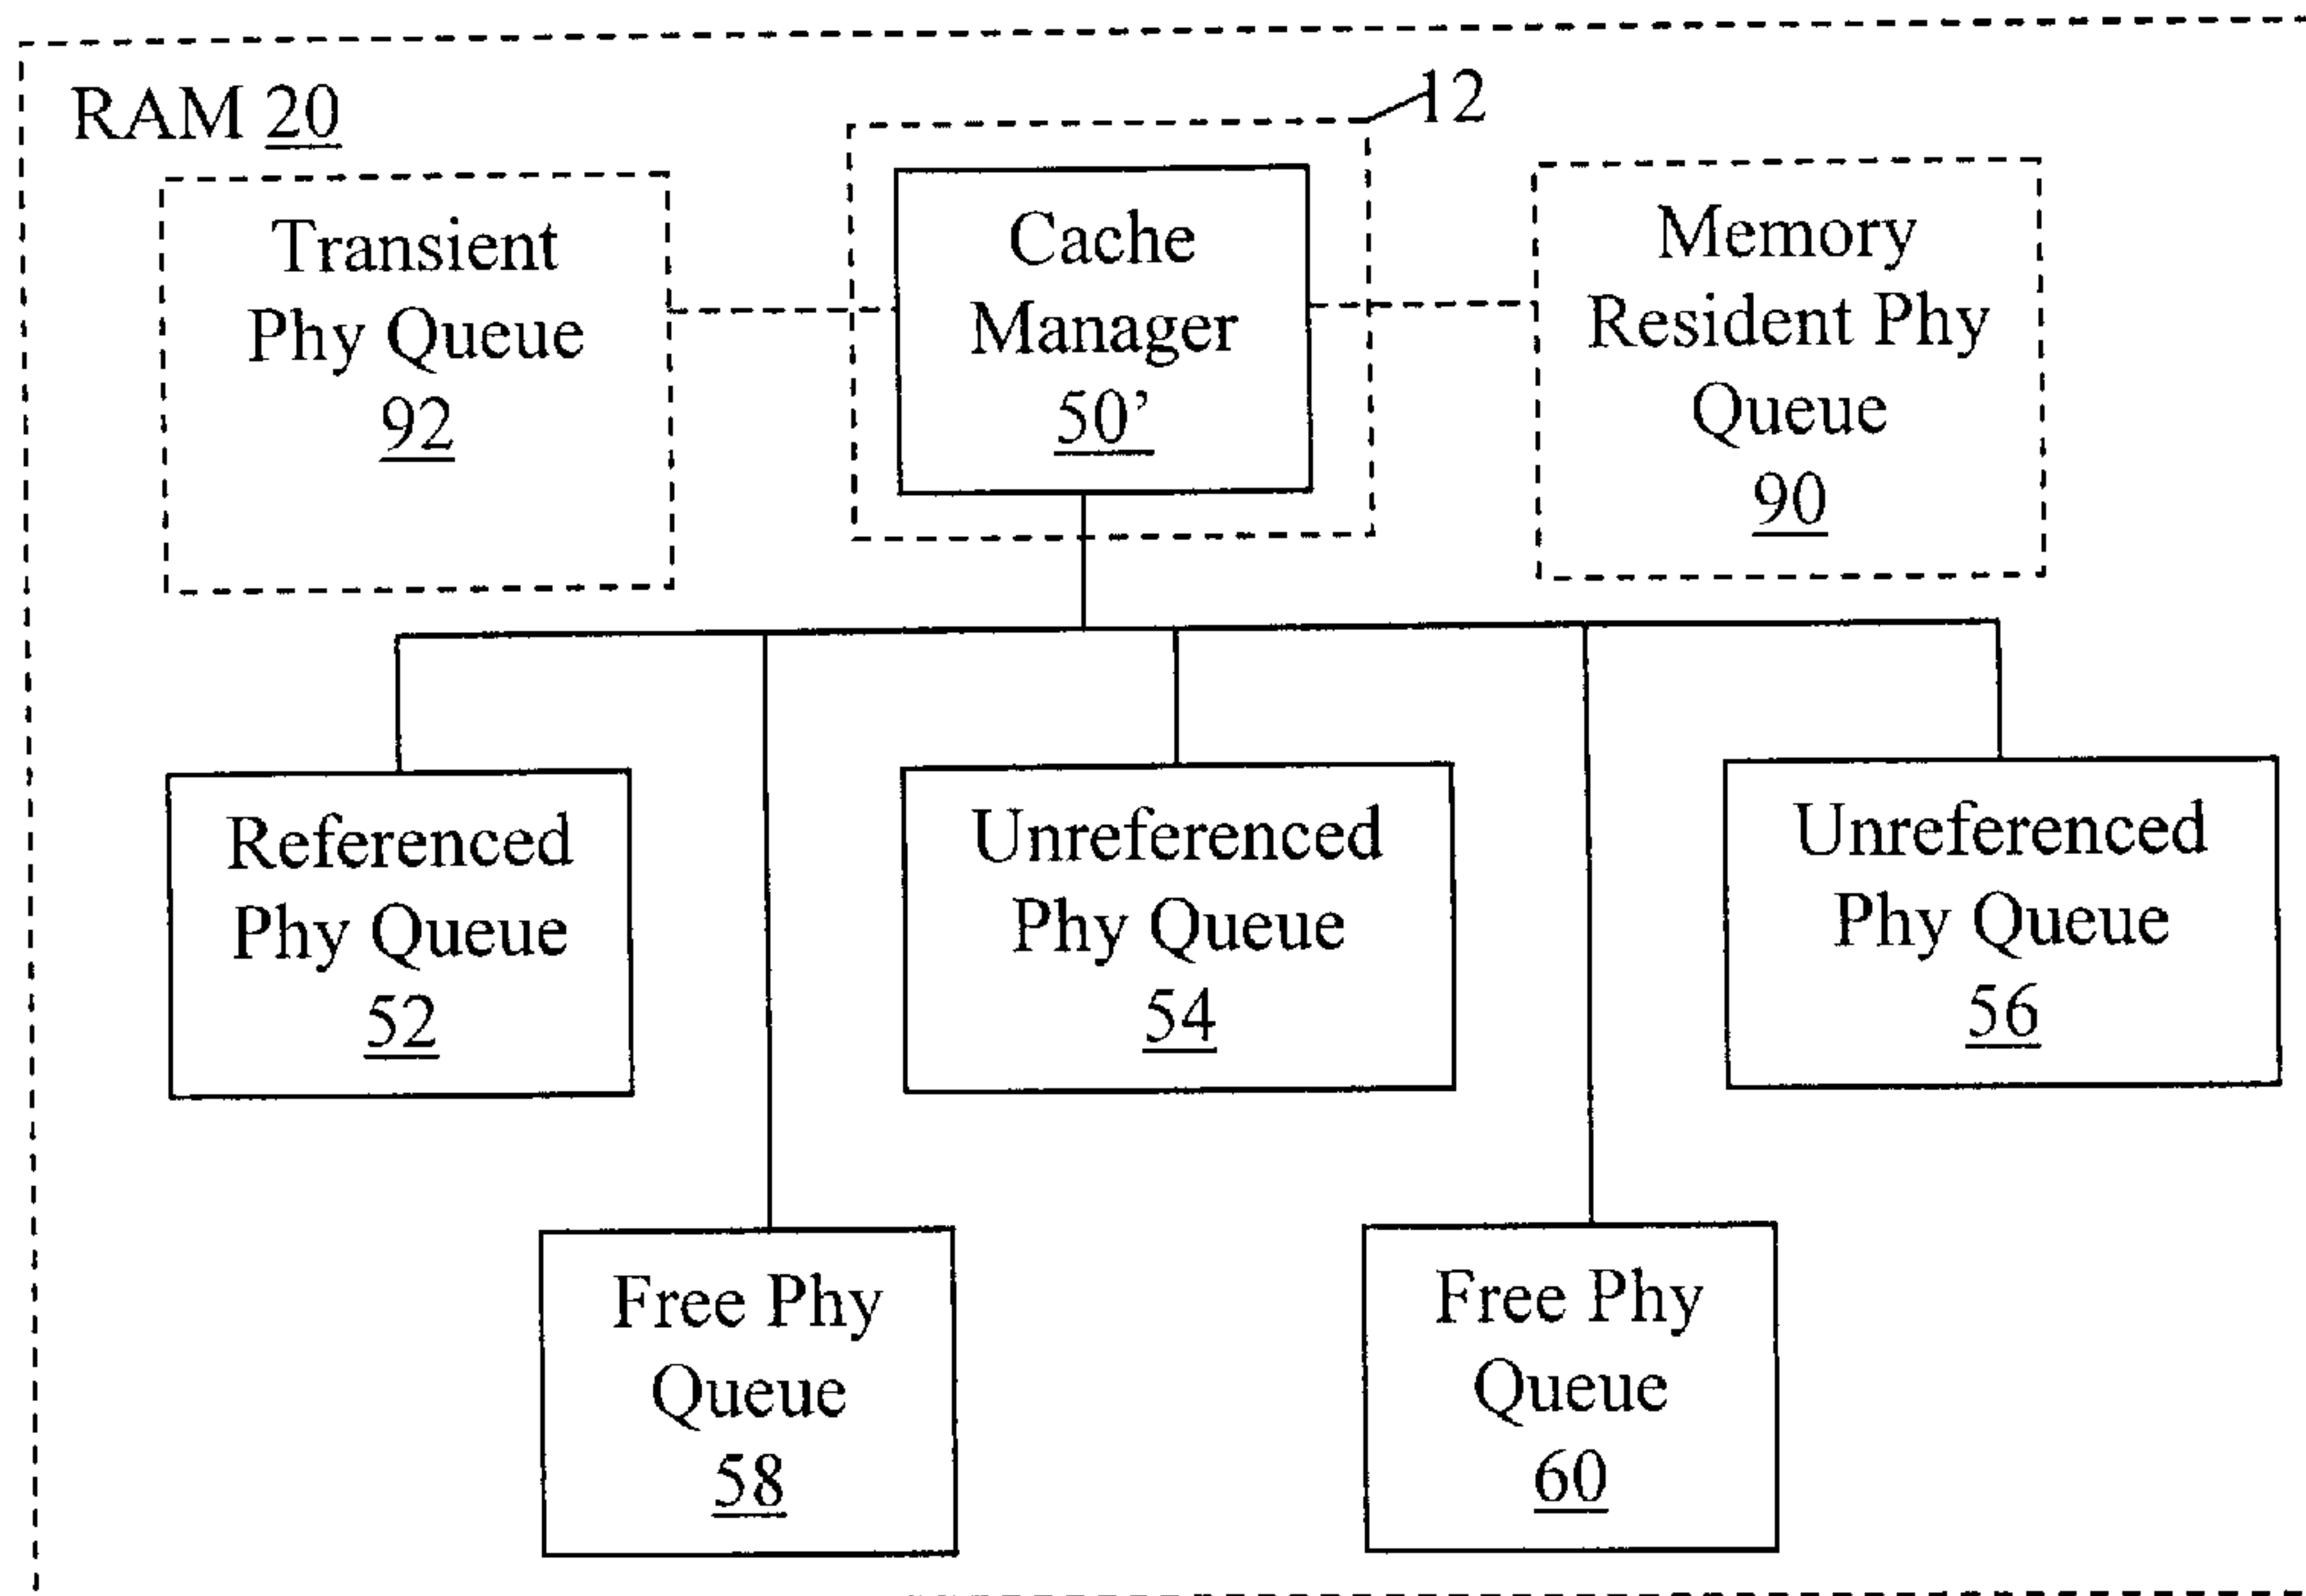 RAM 20
12
Transient
Phy Queue
92
Cache
Manager
50’
Memory
Resident Phy
Queue
90
Referenced
Phy Queue
52
Unreferenced
Phy Queue
54
Unreferenced
Phy Queue
56
Free Phy
Queue
58
Free Phy
Queue
60